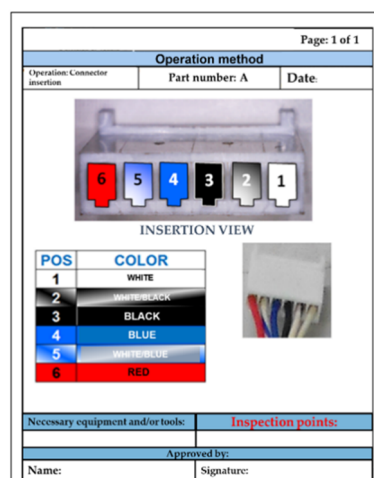 Page: 1 of 1
Operation method
Operation: Connector insertion
Part number: A
Date:
6 5 4 3 2 1
INSERTION VIEW
POS COLOR
1 WHITE
2 WHITE/BLACK
3 BLACK
4 BLUE
5 WHITE/BLUE
6 RED
Necessary equipment and/or tools: Inspection points:
Approved by:
Name: Signature: